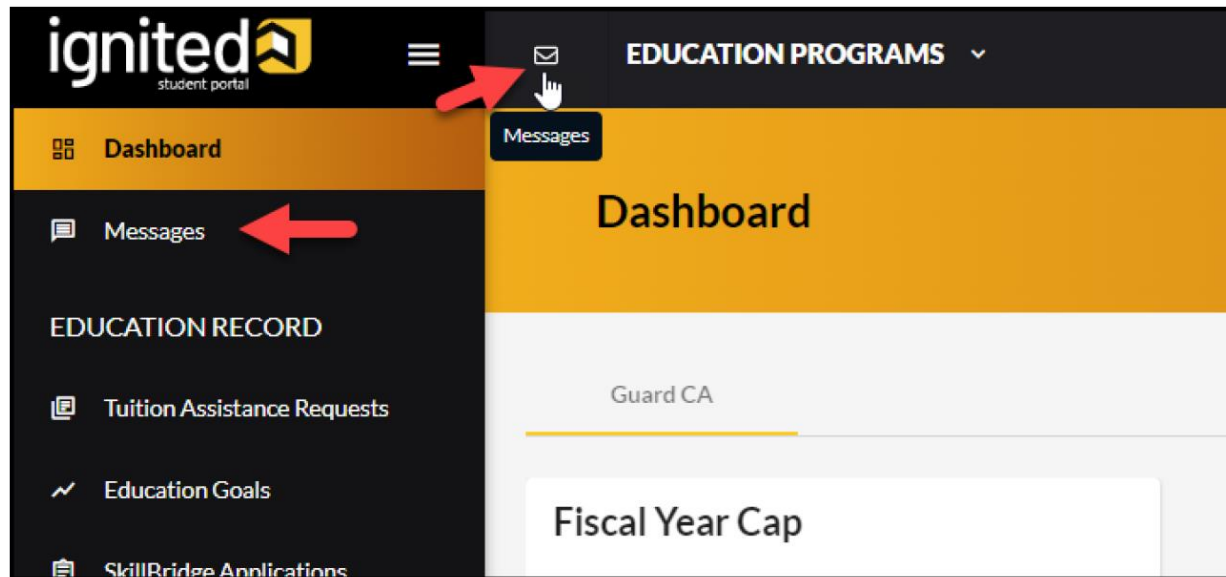 ignited
student portal
EDUCATION PROGRAMS
Messages
Dashboard
Dashboard
Messages
EDUCATION RECORD
Tuition Assistance Requests
Guard CA
Education Goals
Fiscal Year Cap
SkillBridge Applications